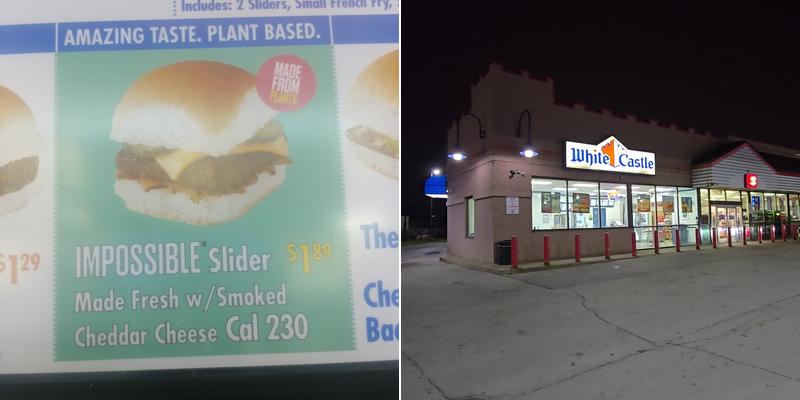 Includes: 2 Sliders, Small French Fry,
AMAZING TASTE. PLANT BASED.
MADE
FROM
PLANTS
$1.29
IMPOSSIBLE® Slider $1.89
Made Fresh w/Smoked
Cheddar Cheese Cal 230
The
Che
Bac
White Castle